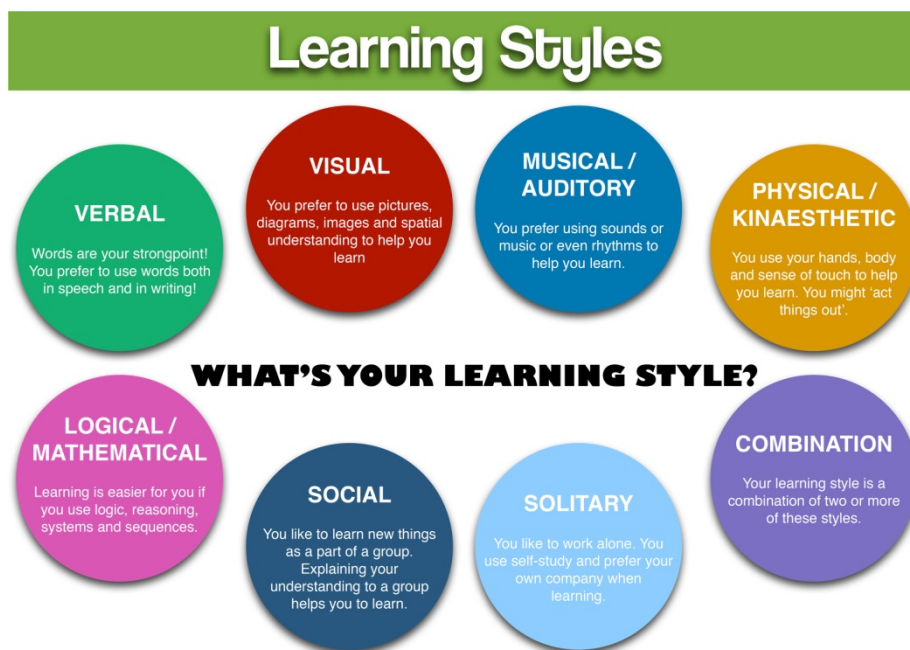 Learning Styles
VERBAL
Words are your strongpoint!
You prefer to use words both
in speech and in writing!
VISUAL
You prefer to use pictures,
diagrams, images and spatial
understanding to help you
learn
MUSICAL /
AUDITORY
You prefer using sounds or
music or even rhythms to
help you learn.
PHYSICAL /
KINAESTHETIC
You use your hands, body
and sense of touch to help
you learn. You might ‘act
things out’.
WHAT'S YOUR LEARNING STYLE?
LOGICAL /
MATHEMATICAL
Learning is easier for you if
you use logic, reasoning,
systems and sequences.
SOCIAL
You like to learn new things
as a part of a group.
Explaining your
understanding to a group
helps you to learn.
SOLITARY
You like to work alone. You
use self-study and prefer your
own company when
learning.
COMBINATION
Your learning style is a
combination of two or more
of these styles.